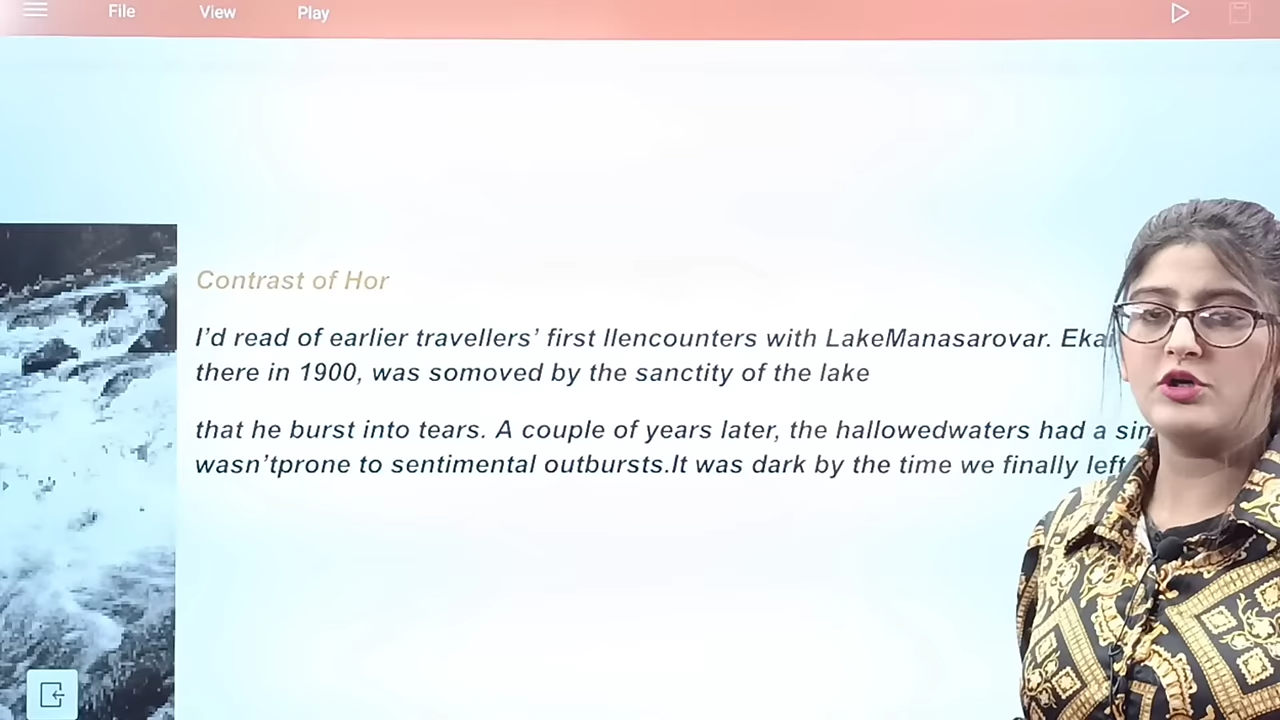 File View Play
Contrast of Hor
I'd read of earlier travellers' first llencounters with LakeManasarovar.
there in 1900, was somoved by the sanctity of the lake
that he burst into tears. A couple of years later, the hallowedwaters had a
wasn'tprone to sentimental outbursts.It was dark by the time we finally left